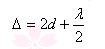 Δ = 2d + λ/2